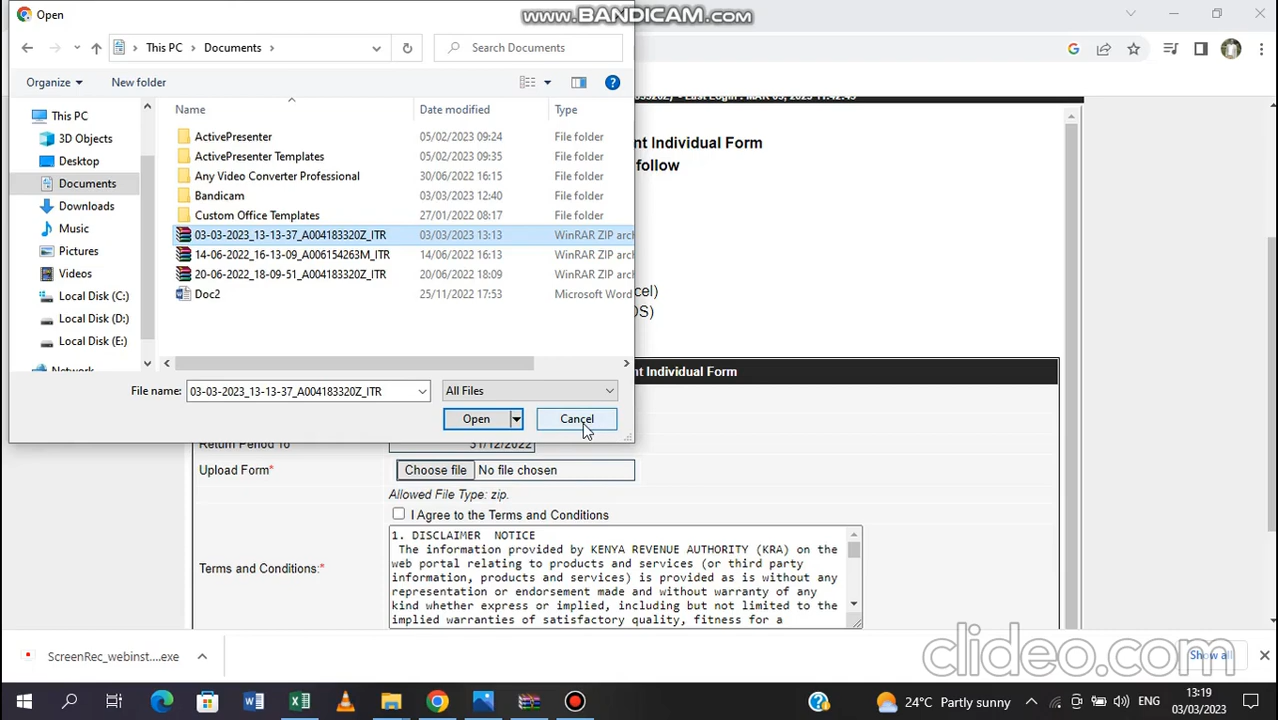 Open
www.BANDICAM.com
This PC > Documents >
Search Documents
Organize
New folder
Name
Date modified
Type
This PC
3D Objects
Desktop
Documents
Downloads
Music
Pictures
Videos
Local Disk (C:)
Local Disk (D:)
Local Disk (E:)
ActivePresenter 05/02/2023 09:24 File folder
ActivePresenter Templates 05/02/2023 09:35 File folder
Any Video Converter Professional 30/06/2022 16:15 File folder
Bandicam 03/03/2023 12:40 File folder
Custom Office Templates 27/01/2022 08:17 File folder
03-03-2023_13-13-37_A004183320Z_ITR 03/03/2023 13:13 WinRAR ZIP arc
14-06-2022_16-13-09_A006154263M_ITR 14/06/2022 16:13 WinRAR ZIP arc
20-06-2022_18-09-51_A004183320Z_ITR 20/06/2022 18:09 WinRAR ZIP arc
Doc2 25/11/2022 17:53 Microsoft Word
File name: 03-03-2023_13-13-37_A004183320Z_ITR
All Files
Open
Cancel
nt Individual Form
follow
cel)
OS)
nt Individual Form
31/12/2022
Upload Form*
Choose file No file chosen
Allowed File Type: zip.
I Agree to the Terms and Conditions
Terms and Conditions:*
1. DISCLAIMER NOTICE
The information provided by KENYA REVENUE AUTHORITY (KRA) on the
web portal relating to products and services (or third party
information, products and services) is provided as is without any
representation or endorsement made and without warranty of any
kind whether express or implied, including but not limited to the
implied warranties of satisfactory quality, fitness for a
ScreenRec_webinst....exe
Show all
clideo.com
24°C Partly sunny
ENG
13:19
03/03/2023